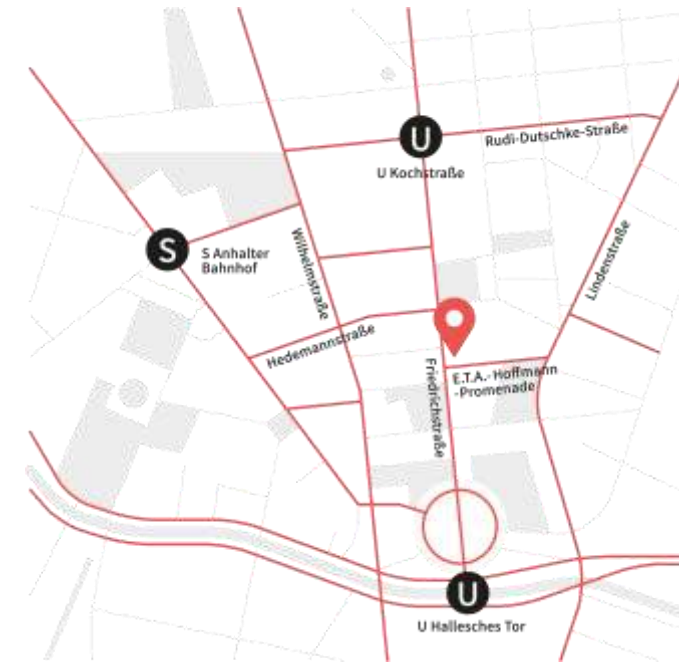 U
Rudi-Dutschke-Straße
U Kochstraße
S
S Anhalter
Bahnhof
Wilhelmstraße
Lindenstraße
Hedemannstraße
Friedrichstraße
E.T.A.-Hoffmann
-Promenade
U
U Hallesches Tor